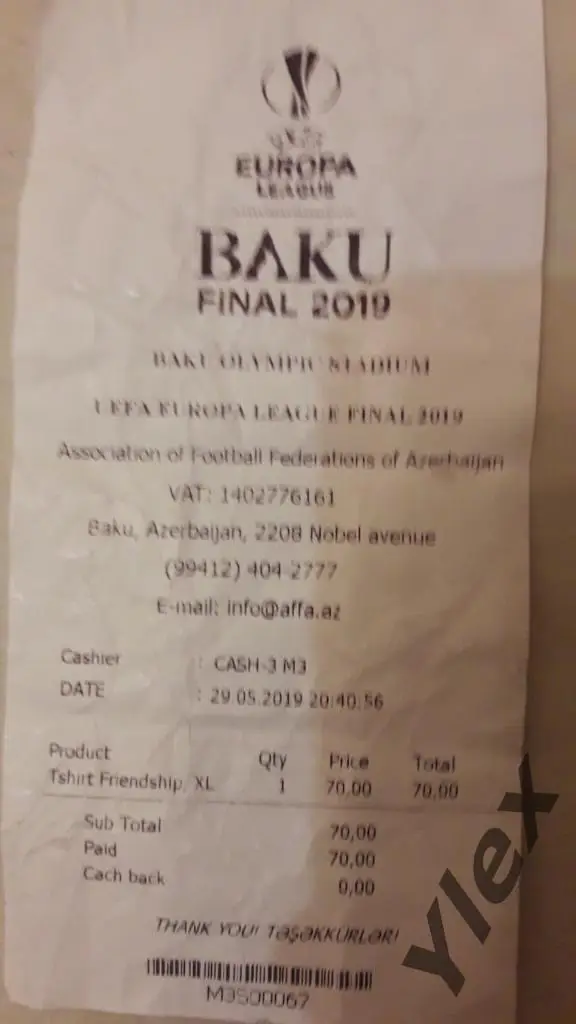 UEFA
EUROPA
LEAGUE
BAKU
FINAL 2019
BAKU OLYMPIC STADIUM
UEFA EUROPA LEAGUE FINAL 2019
Association of Football Federations of Azerbaijan
VAT: 1402776161
Baku, Azerbaijan, 2208 Nobel avenue
(99412) 404-2777
E-mail: info@affa.az
Cashier : CASH-3 M3
DATE : 29.05.2019 20:40:56
Product Qty Price Total
Tshirt Friendship, XL 1 70,00 70,00
Sub Total 70,00
Paid 70,00
Cach back 0,00
THANK YOU! TƏŞƏKKÜRLƏR!
M3S00067
Ylex